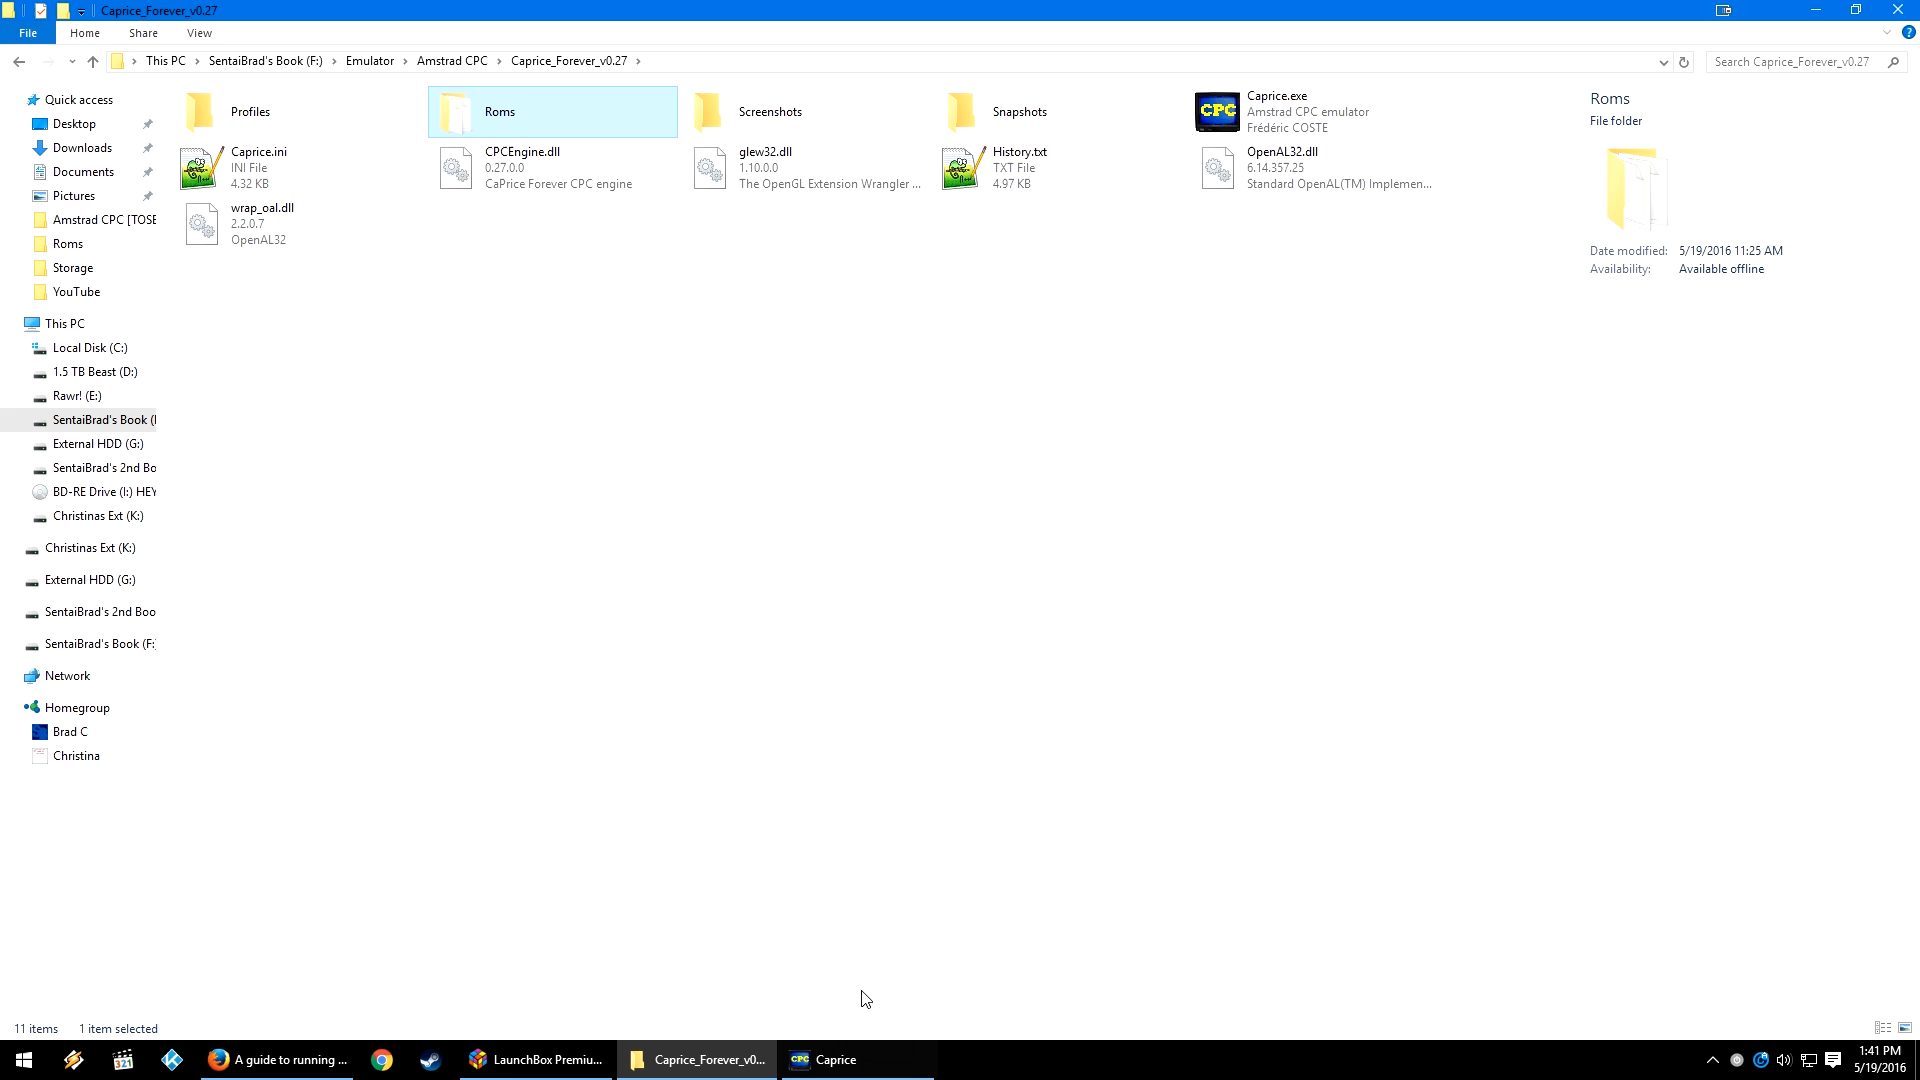 Caprice_Forever_v0.27
File
Home
Share
View
This PC
SentaiBrad's Book (F:)
Emulator
Amstrad CPC
Caprice_Forever_v0.27
Search Caprice_Forever_v0.27
Quick access
Desktop
Downloads
Documents
Pictures
Amstrad CPC [TOSE
Roms
Storage
YouTube
This PC
Local Disk (C:)
1.5 TB Beast (D:)
Rawr! (E:)
SentaiBrad's Book (
External HDD (G:)
SentaiBrad's 2nd Bo
BD-RE Drive (I:) HEY
Christinas Ext (K:)
Christinas Ext (K:)
External HDD (G:)
SentaiBrad's 2nd Boo
SentaiBrad's Book (F:
Network
Homegroup
Brad C
Christina
Profiles
Roms
Screenshots
Snapshots
CPC
Caprice.exe
Amstrad CPC emulator
Frédéric COSTE
Caprice.ini
INI File
4.32 KB
CPCEngine.dll
0.27.0.0
CaPrice Forever CPC engine
glew32.dll
1.10.0.0
The OpenGL Extension Wrangler ...
History.txt
TXT File
4.97 KB
OpenAL32.dll
6.14.357.25
Standard OpenAL(TM) Implemen...
wrap_oal.dll
2.2.0.7
OpenAL32
Roms
File folder
Date modified: 5/19/2016 11:25 AM
Availability: Available offline
11 items
1 item selected
321
A guide to running ...
LaunchBox Premiu...
Caprice_Forever_v0...
CPC
Caprice
1:41 PM
5/19/2016